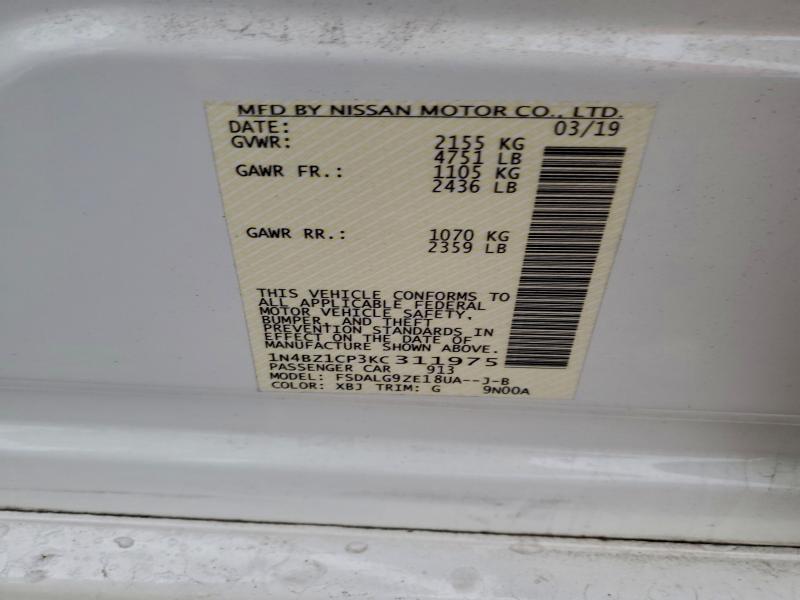 MFD BY NISSAN MOTOR CO., LTD.
DATE: 03/19
GVWR: 2155 KG
4751 LB
GAWR FR.: 1105 KG
2436 LB
GAWR RR.: 1070 KG
2359 LB
THIS VEHICLE CONFORMS TO
ALL APPLICABLE FEDERAL
MOTOR VEHICLE SAFETY,
BUMPER, AND THEFT
PREVENTION STANDARDS IN
EFFECT ON THE DATE OF
MANUFACTURE SHOWN ABOVE.
1N4BZ1CP3KC311975
PASSENGER CAR 913
MODEL: FSDALG9ZE18UA--J-B
COLOR: XBJ TRIM: G 9N00A